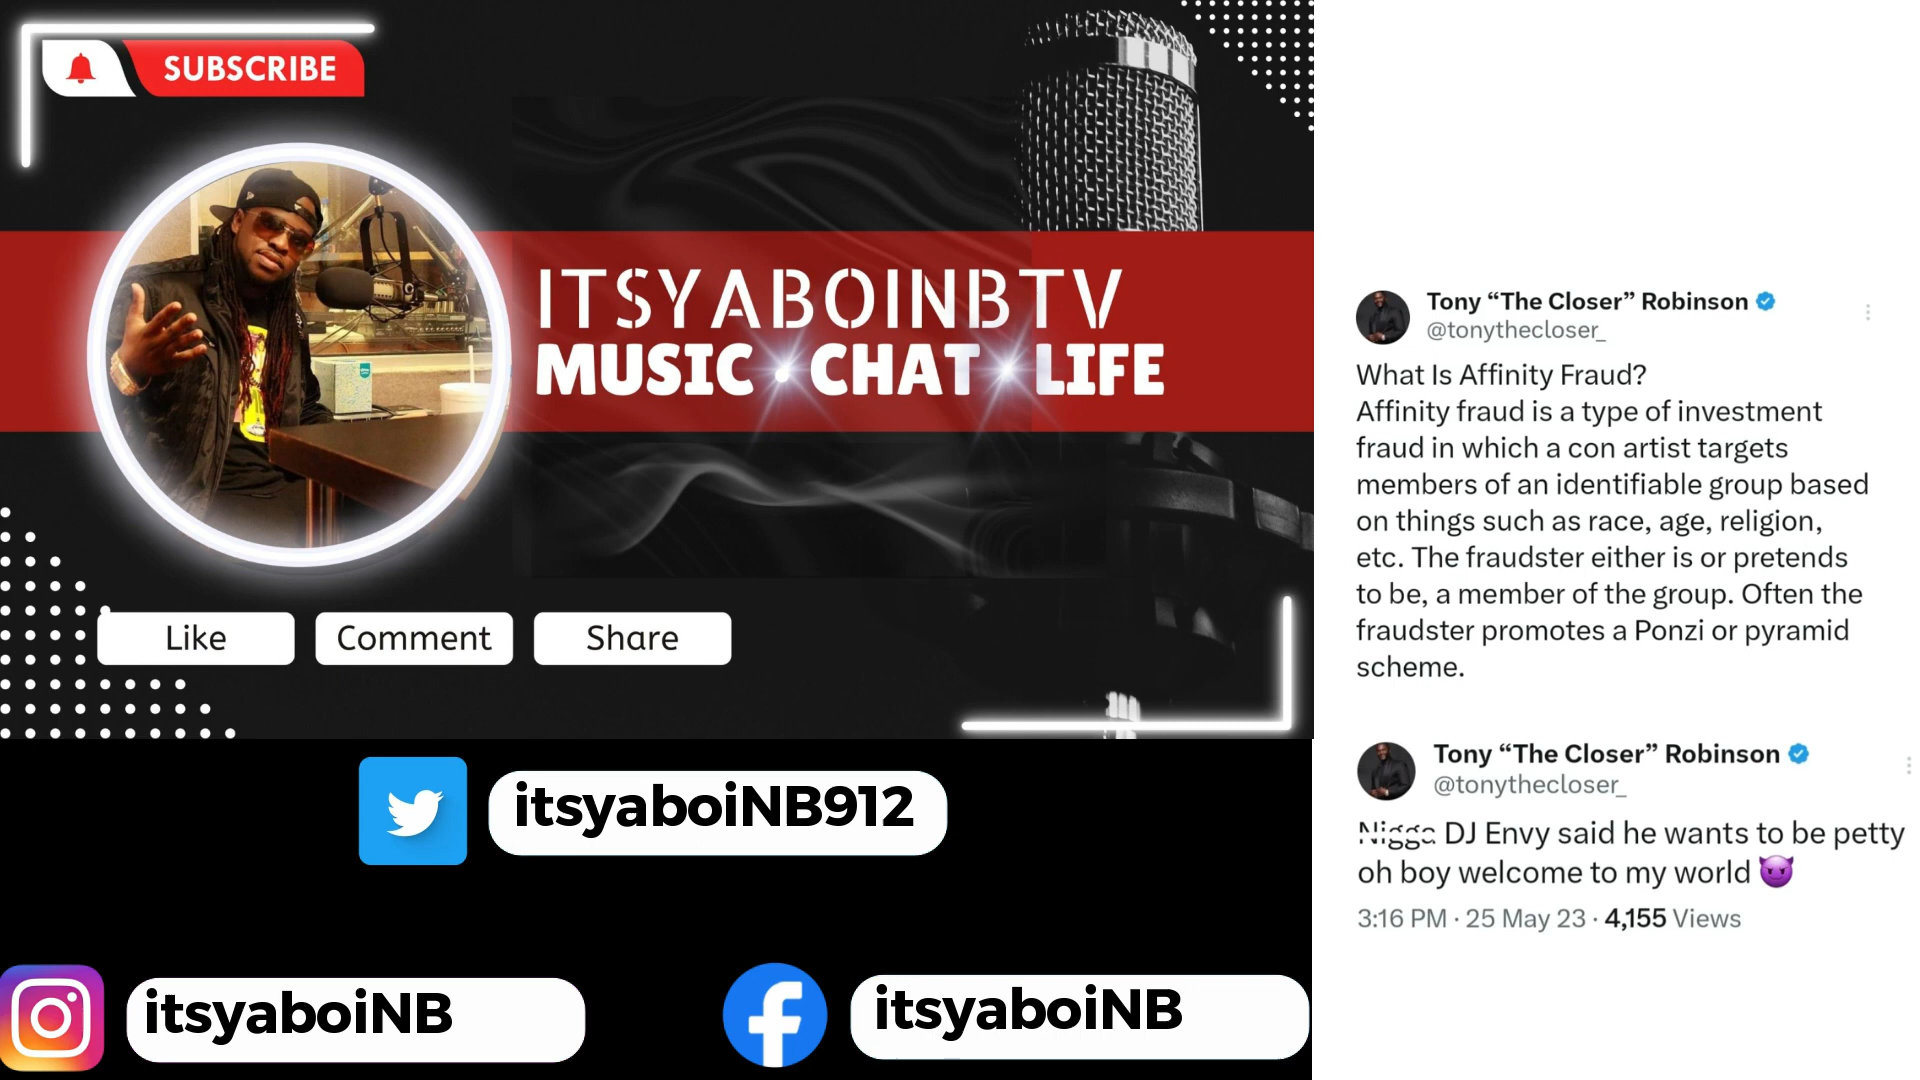 SUBSCRIBE
ITSYABOINBTV
MUSIC • CHAT • LIFE
Like
Comment
Share
itsyaboiNB912
itsyaboiNB
itsyaboiNB
Tony “The Closer” Robinson
@tonythecloser_
What Is Affinity Fraud?
Affinity fraud is a type of investment
fraud in which a con artist targets
members of an identifiable group based
on things such as race, age, religion,
etc. The fraudster either is or pretends
to be, a member of the group. Often the
fraudster promotes a Ponzi or pyramid
scheme.
Tony “The Closer” Robinson
@tonythecloser_
Nigga DJ Envy said he wants to be petty
oh boy welcome to my world 😈
3:16 PM · 25 May 23 · 4,155 Views